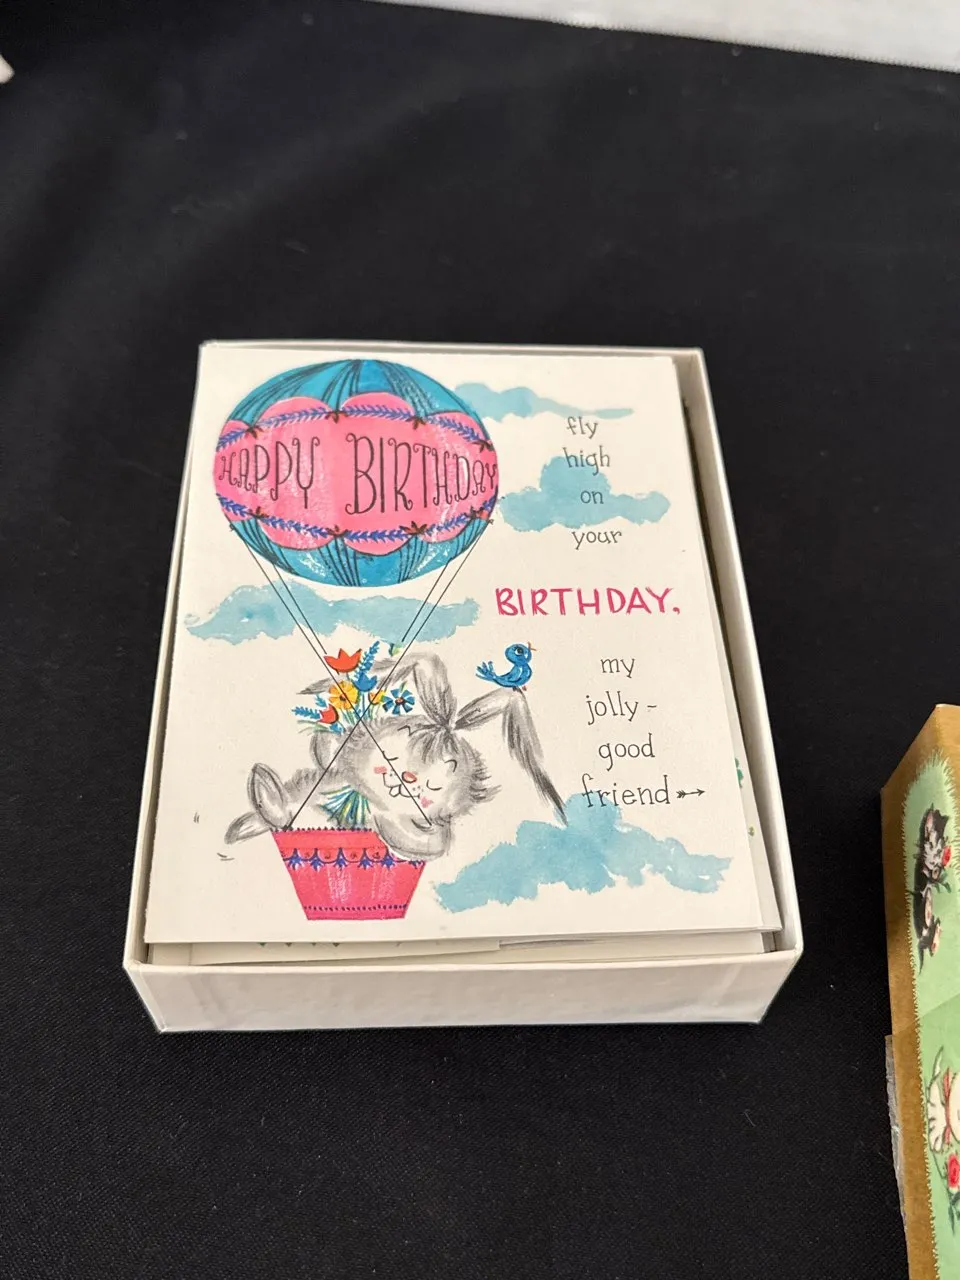 HAPPY BIRTHDAY
fly
high
on
your
BIRTHDAY,
my
jolly-
good
friend